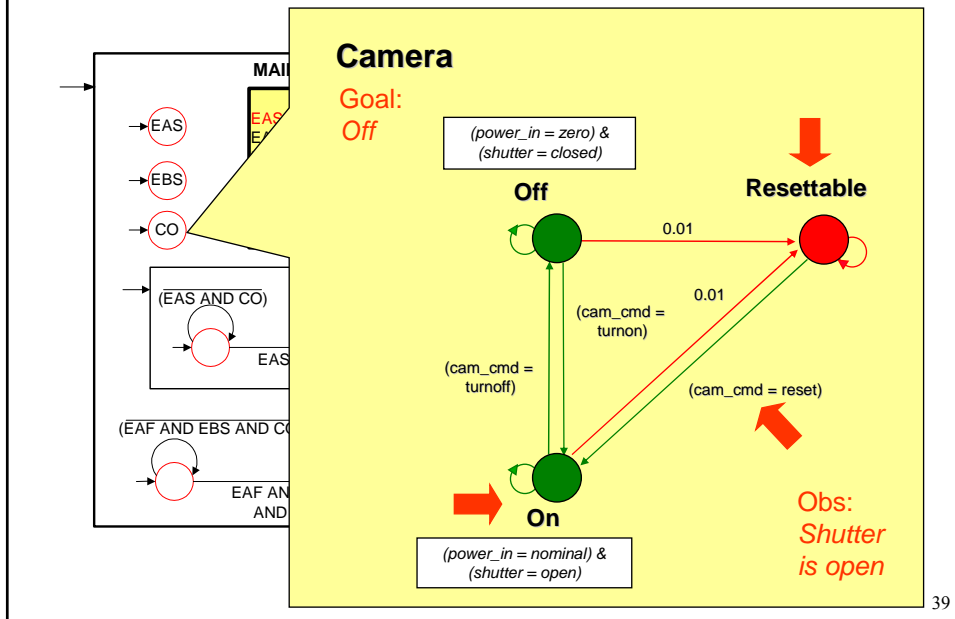 Camera
Goal:
Off
(power_in = zero) &
(shutter = closed)
Off
Resettable
0.01
0.01
(cam_cmd =
turnon)
(cam_cmd =
turnoff)
(cam_cmd = reset)
On
(power_in = nominal) &
(shutter = open)
Obs:
Shutter
is open
MAI
EAS
EAS
EBS
CO
(EAS AND CO)
EAS
(EAF AND EBS AND CO
EAF AN
AND
39